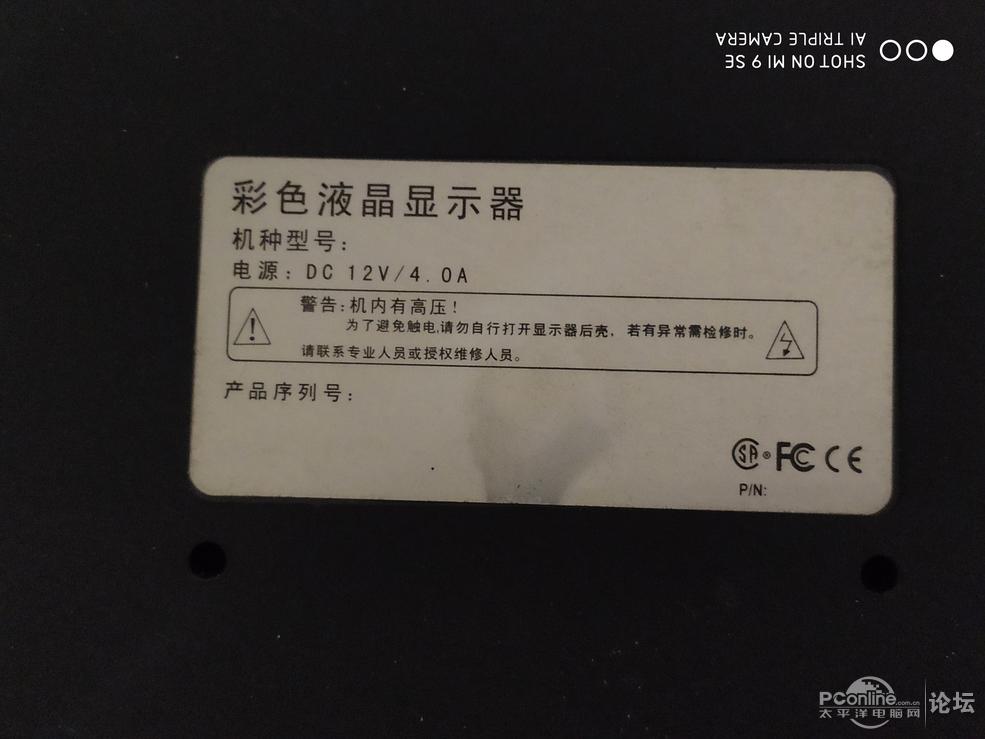 SHOT ON MI 9 SE
AI TRIPLE CAMERA
彩色液晶显示器
机种型号:
电源: DC 12V/4.0A
警告:机内有高压!
为了避免触电,请勿自行打开显示器后壳, 若有异常需检修时。
请联系专业人员或授权维修人员。
产品序列号:
SA ® FC CE
P/N:
PConline.com.cn
太平洋电脑网
论坛